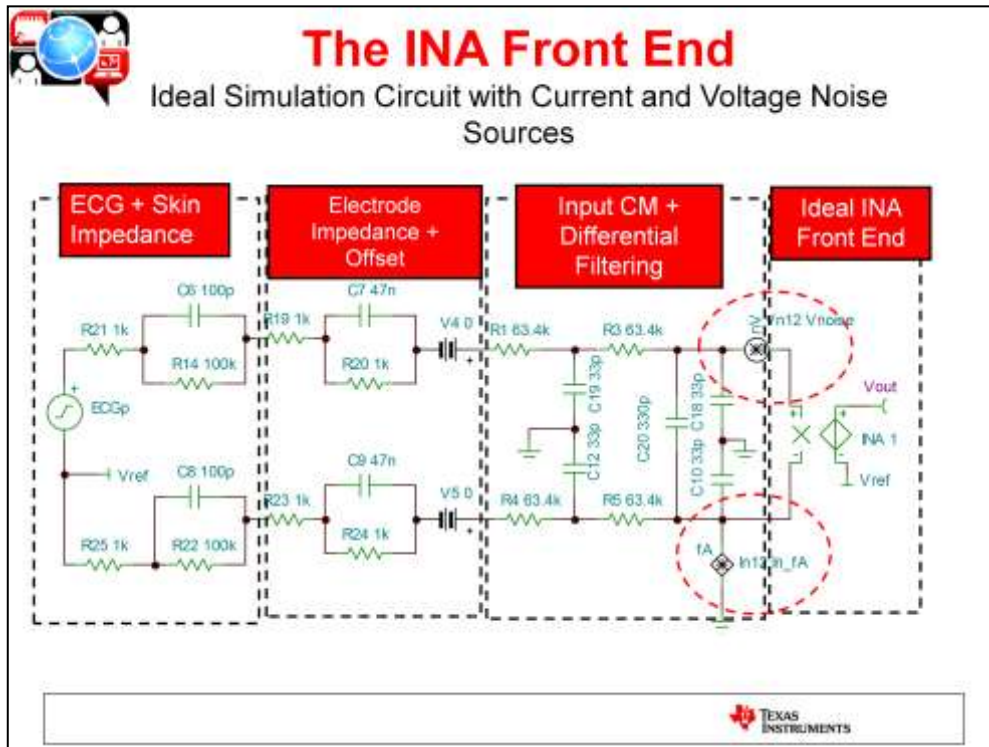 The INA Front End
Ideal Simulation Circuit with Current and Voltage Noise
Sources
ECG + Skin
Impedance
Electrode
Impedance +
Offset
Input CM +
Differential
Filtering
Ideal INA
Front End
C6 100p
R21 1k
R14 100k
ECGp
Vref
C8 100p
R25 1k
R22 100k
C7 47n
R19 1k
R20 1k
V4 0
+
C9 47n
R23 1k
R24 1k
V5 0
+
R1 63.4k
R3 63.4k
C19 33p
C12 33p
C20 330p
C18 33p
C10 33p
R4 63.4k
R5 63.4k
nV
Vnoise
fA
In_fA
Vout
INA 1
Vref
TEXAS
INSTRUMENTS